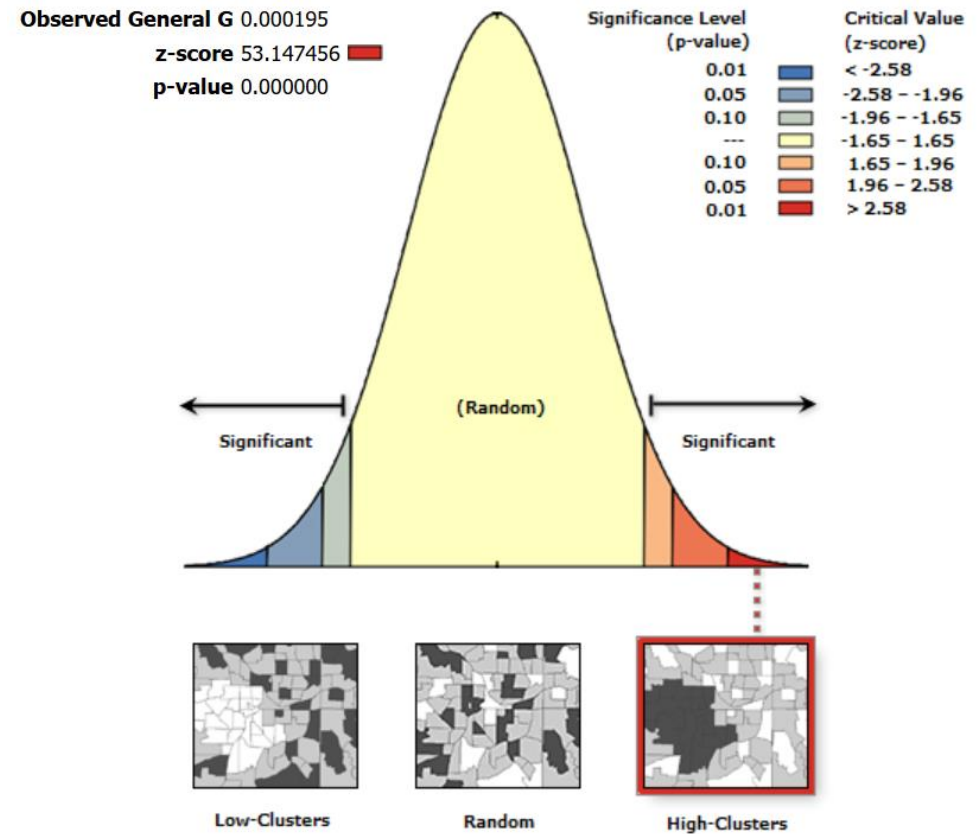 Observed General G 0.000195
z-score 53.147456
p-value 0.000000
Significance Level
(p-value)
Critical Value
(z-score)
0.01 < -2.58
0.05 -2.58 – -1.96
0.10 -1.96 – -1.65
--- -1.65 – 1.65
0.10 1.65 – 1.96
0.05 1.96 – 2.58
0.01 > 2.58
(Random)
Significant
Significant
Low-Clusters
Random
High-Clusters